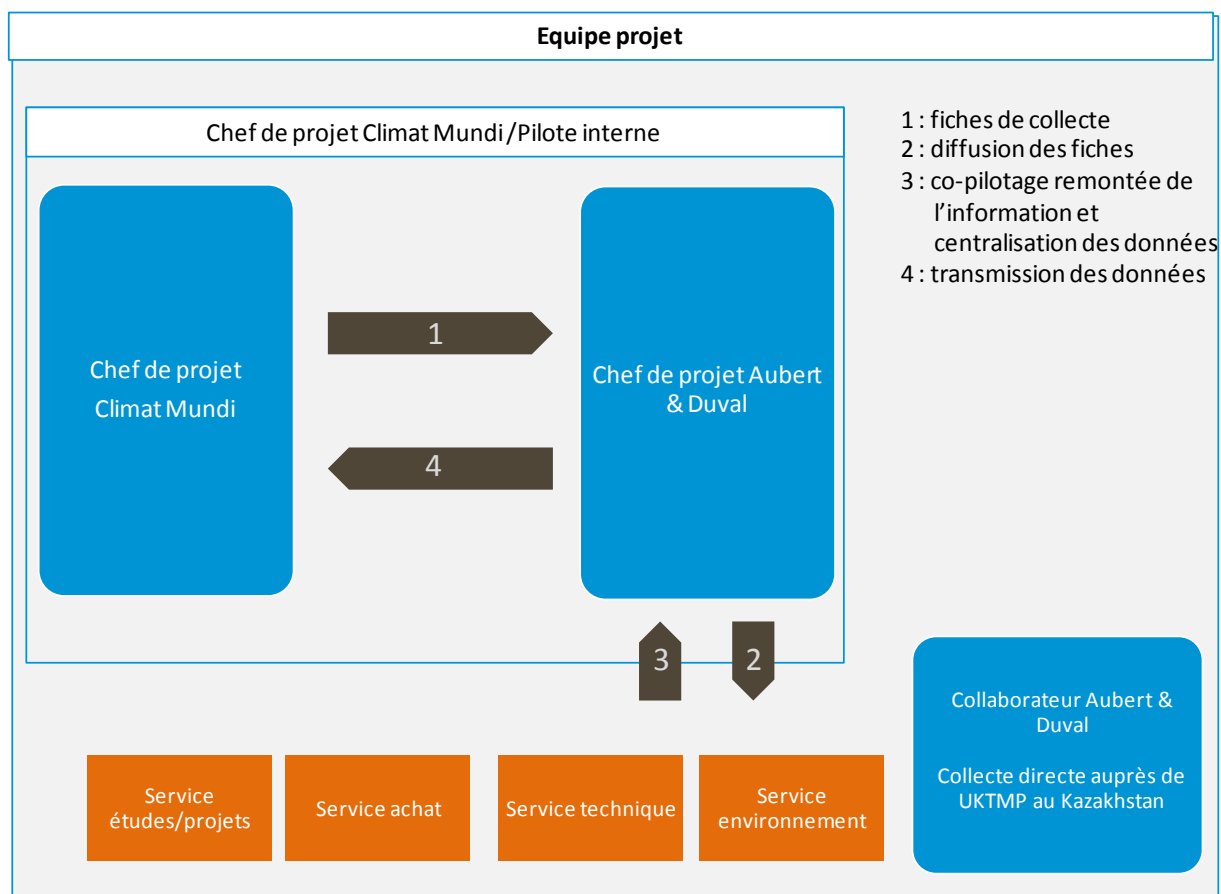 Equipe projet
Chef de projet Climat Mundi /Pilote interne
1 : fiches de collecte
2 : diffusion des fiches
3 : co-pilotage remontée de
l’information et
centralisation des données
4 : transmission des données
Chef de projet
Climat Mundi
1
4
Chef de projet Aubert
& Duval
3
2
Service
études/projets
Service achat
Service technique
Service
environnement
Collaborateur Aubert &
Duval
Collecte directe auprès de
UKTMP au Kazakhstan